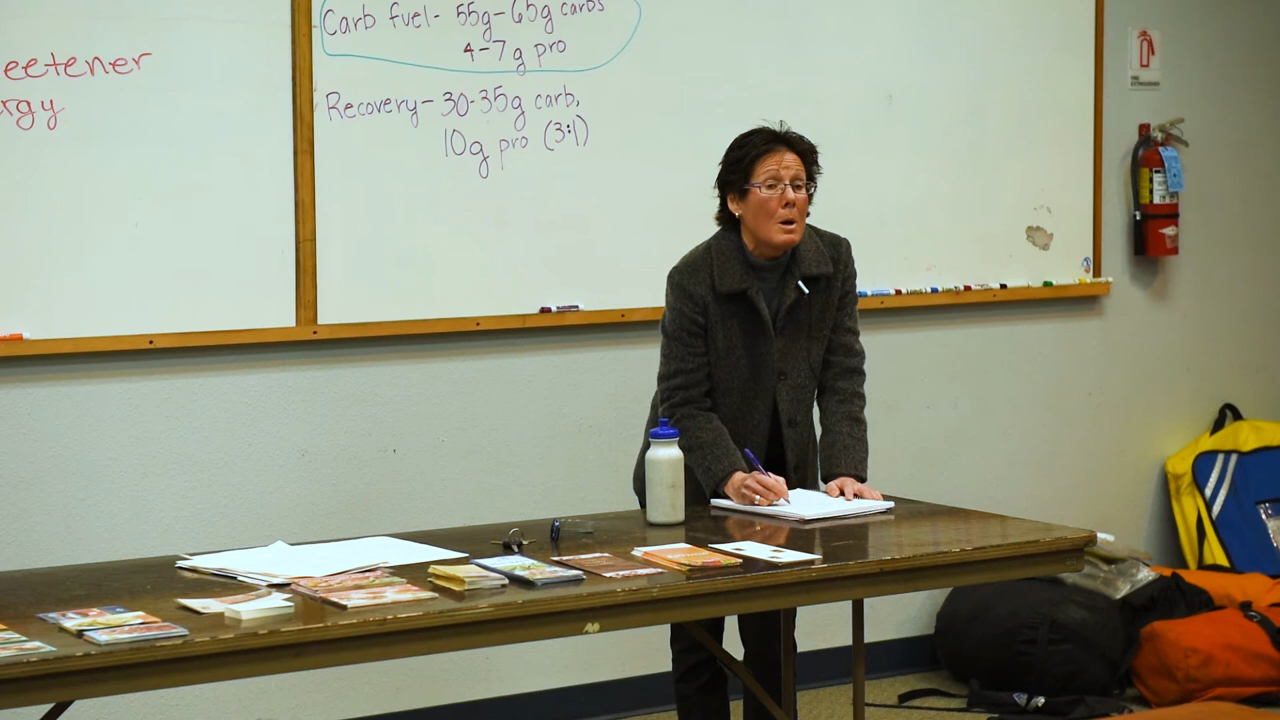 eetener
rgy
Carb fuel- 55g-65g carbs
4-7g pro
Recovery- 30-35g carb,
10g pro (3:1)